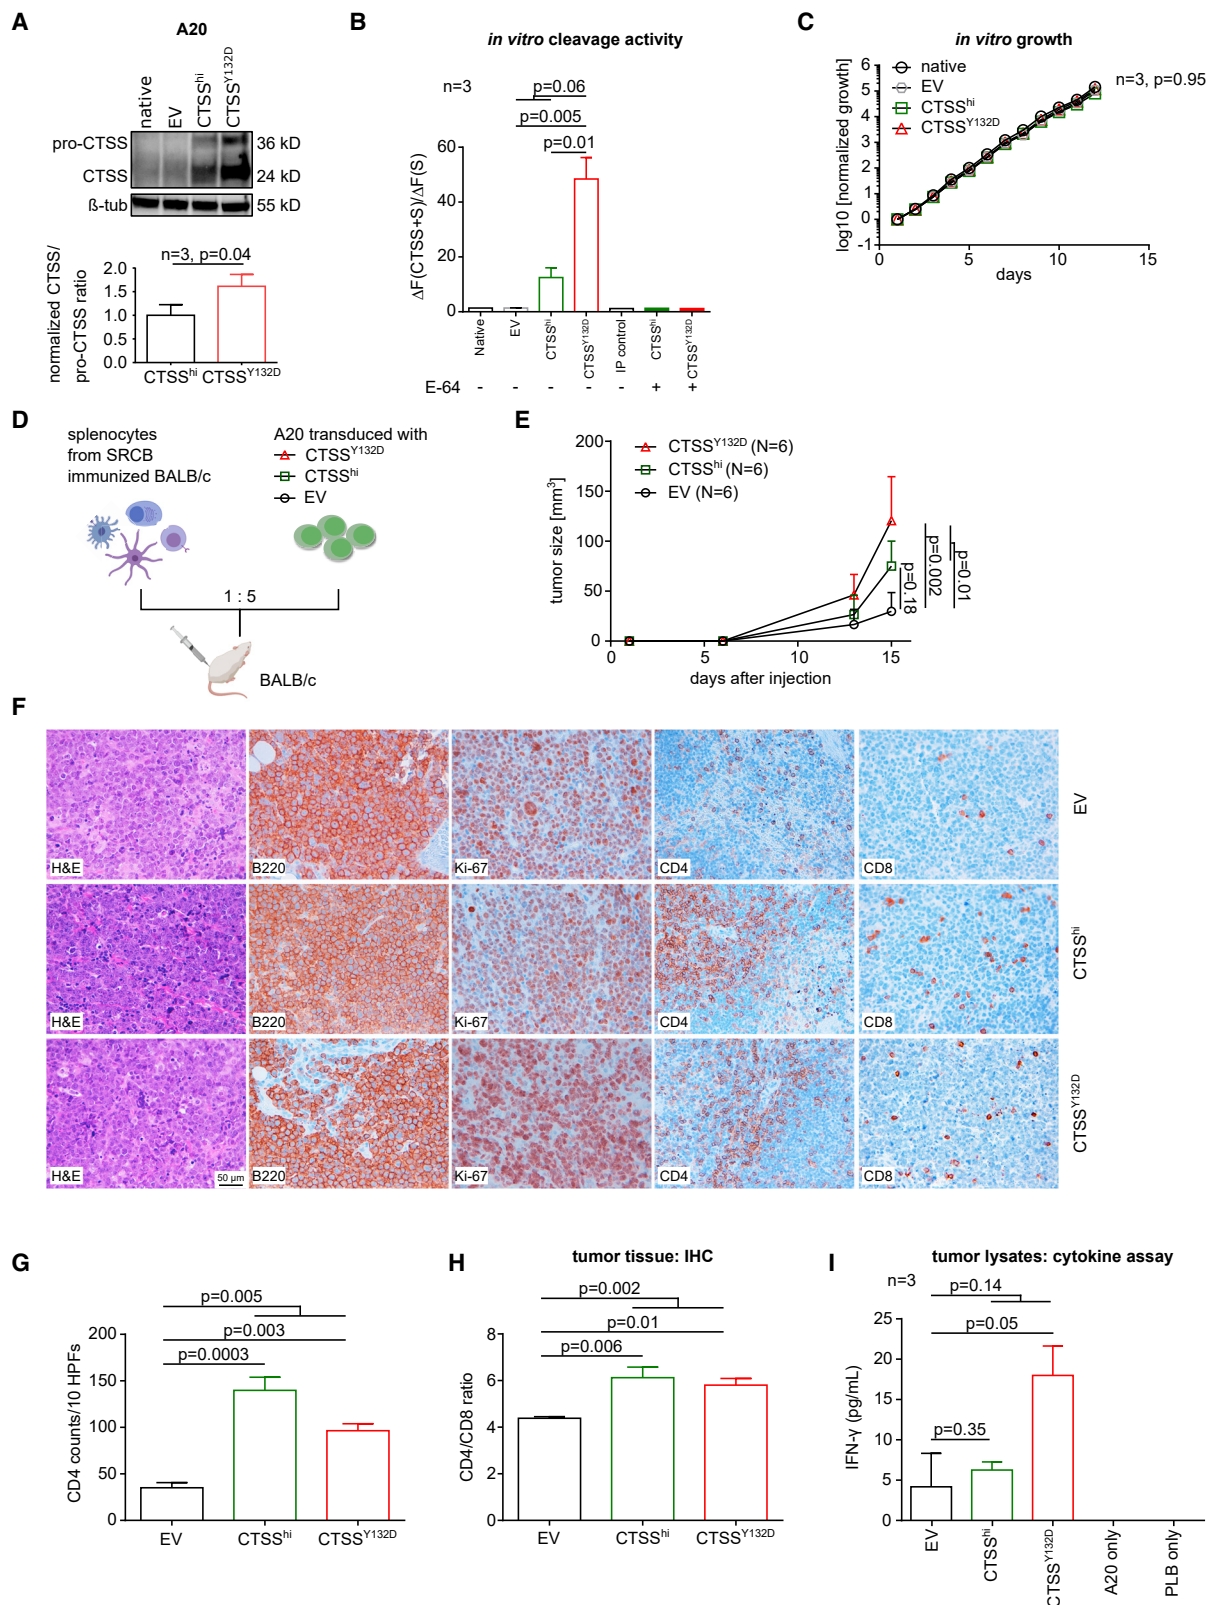 A
A20
native
EV
CTSShi
CTSSY132D
pro-CTSS
36 kD
CTSS
24 kD
ß-tub
55 kD
n=3, p=0.04
normalized CTSS/
pro-CTSS ratio
2.0
1.5
1.0
0.5
0.0
CTSShi
CTSSY132D
B
in vitro cleavage activity
n=3
p=0.06
p=0.005
p=0.01
ΔF(CTSS+S)/ΔF(S)
60
40
20
0
Native
EV
CTSShi
CTSSY132D
IP control
CTSShi
CTSSY132D
E-64 - - - - - + +
C
in vitro growth
native
EV
CTSShi
CTSSY132D
n=3, p=0.95
log10 [normalized growth]
6
5
4
3
2
1
0
-1
0 5 10 15
days
D
splenocytes
from SRCB
immunized BALB/c
A20 transduced with
CTSSY132D
CTSShi
EV
1 : 5
BALB/c
E
CTSSY132D (N=6)
CTSShi (N=6)
EV (N=6)
tumor size [mm3]
200
150
100
50
0
0 5 10 15
days after injection
p=0.18
p=0.002
p=0.01
F
H&E
B220
Ki-67
CD4
CD8
EV
H&E
B220
Ki-67
CD4
CD8
CTSShi
H&E
50 µm
B220
Ki-67
CD4
CD8
CTSSY132D
G
p=0.005
p=0.003
p=0.0003
CD4 counts/10 HPFs
200
150
100
50
0
EV
CTSShi
CTSSY132D
H
tumor tissue: IHC
p=0.002
p=0.01
p=0.006
CD4/CD8 ratio
8
6
4
2
0
EV
CTSShi
CTSSY132D
I
tumor lysates: cytokine assay
n=3
p=0.14
p=0.05
p=0.35
IFN-γ (pg/mL)
25
20
15
10
5
0
EV
CTSShi
CTSSY132D
A20 only
PLB only